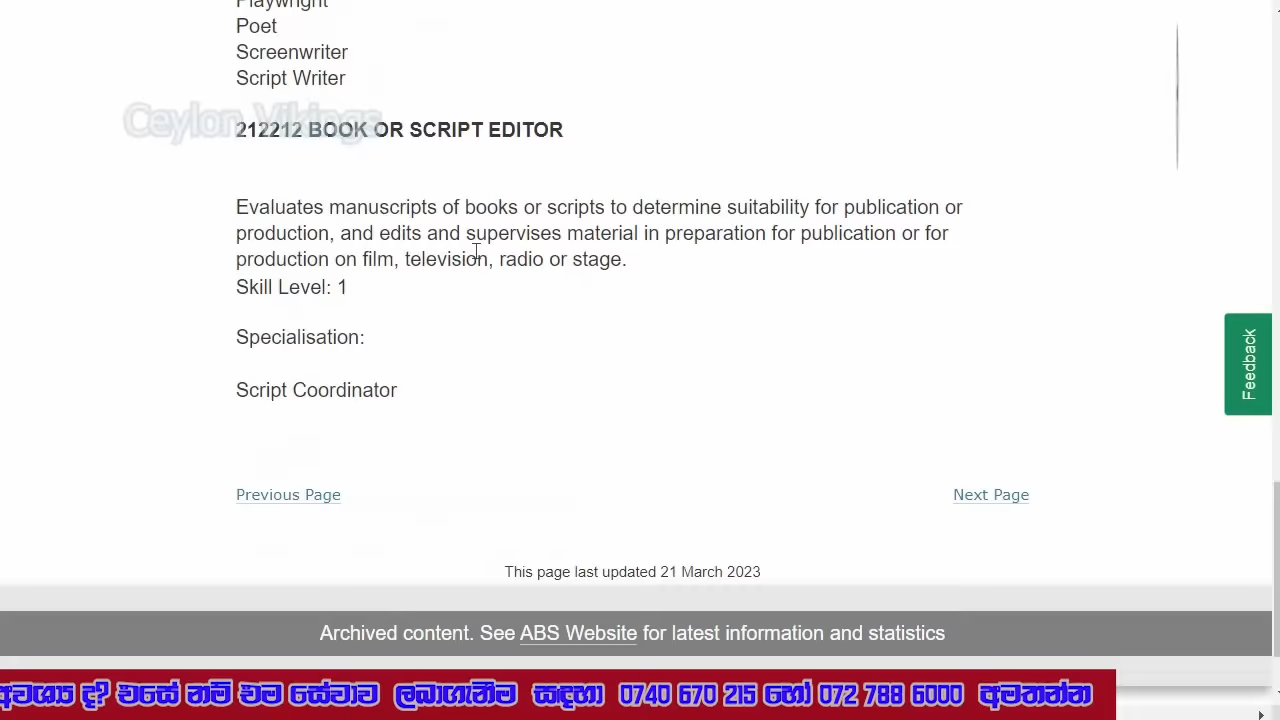 Playwright
Poet
Screenwriter
Script Writer
Ceylon Vikings
212212 BOOK OR SCRIPT EDITOR
Evaluates manuscripts of books or scripts to determine suitability for publication or
production, and edits and supervises material in preparation for publication or for
production on film, television, radio or stage.
Skill Level: 1
Specialisation:
Feedback
Script Coordinator
Previous Page
Next Page
This page last updated 21 March 2023
Archived content. See ABS Website for latest information and statistics
අවශ්‍ය ද? එසේ නම් එම සේවාව ලබාගැනීම සඳහා 0740 670 215 හෝ 072 788 6000 අමතන්න